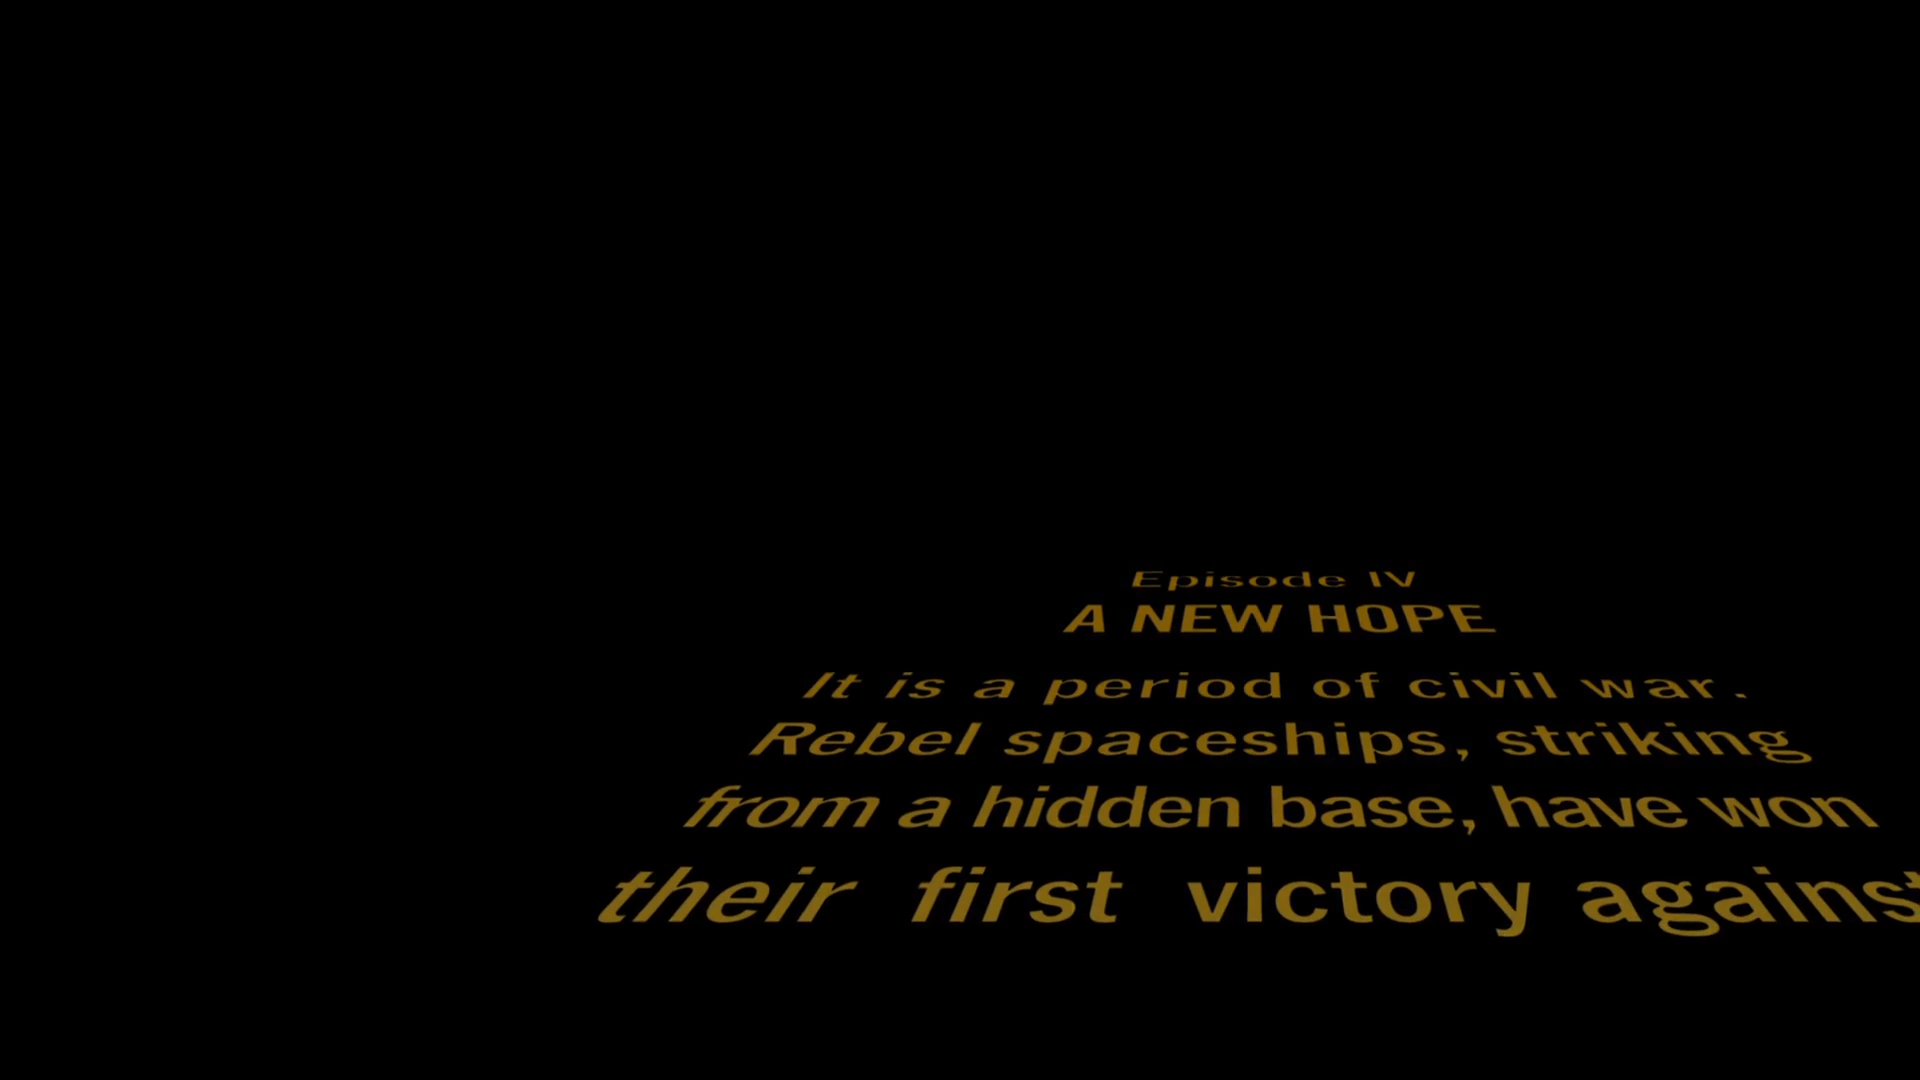 Episode IV
A NEW HOPE
It is a period of civil war.
Rebel spaceships, striking
from a hidden base, have won
their first victory against